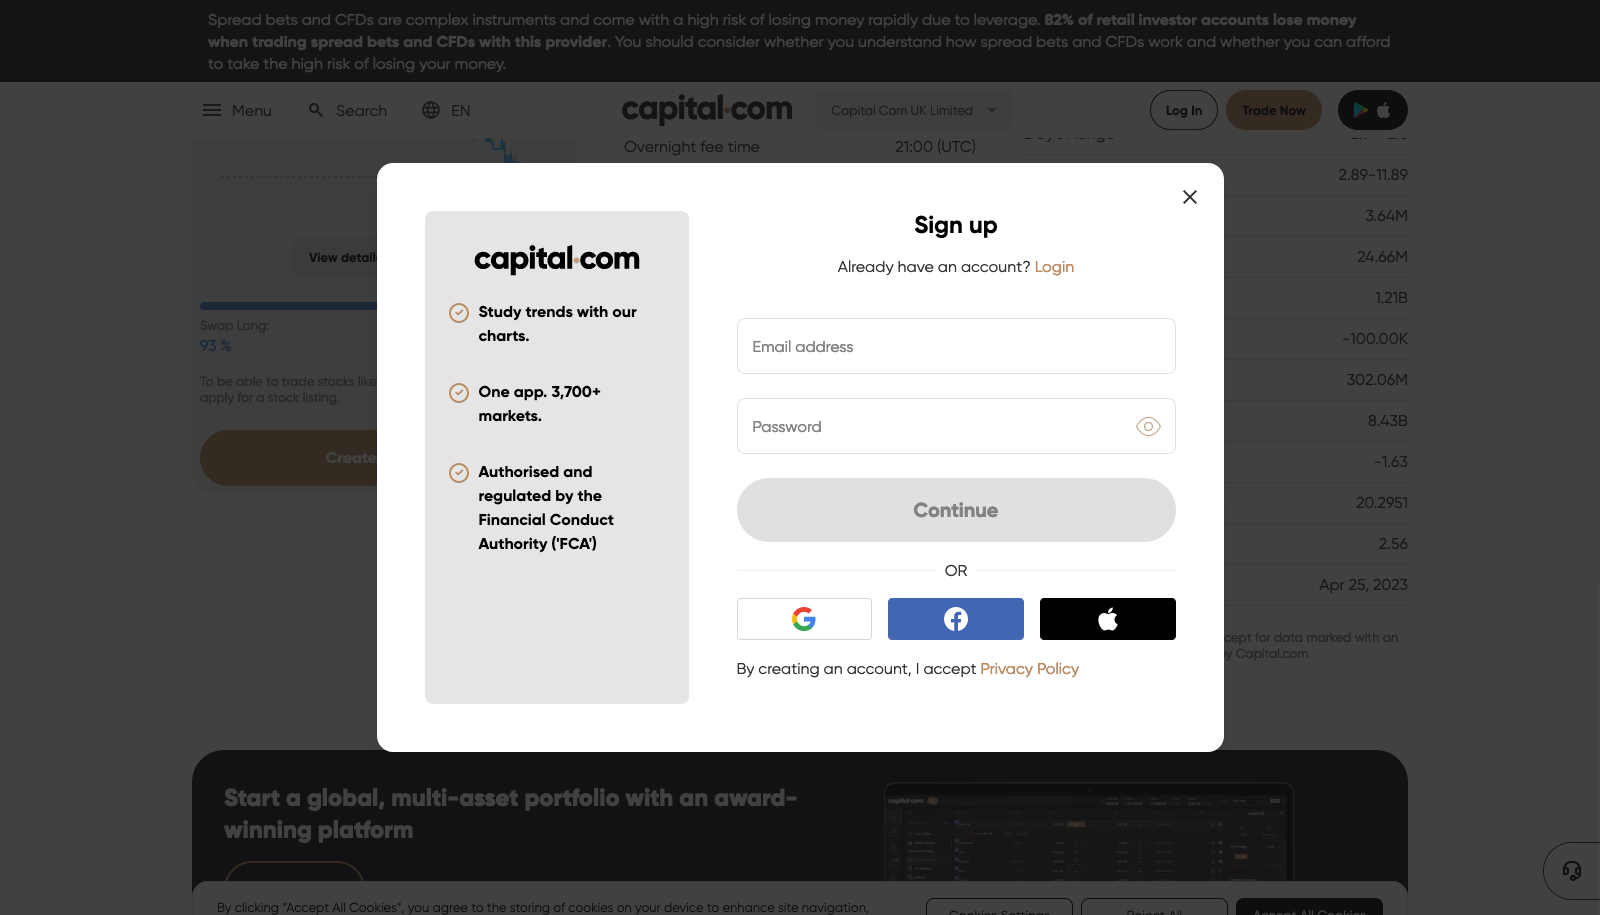 Spread bets and CFDs are complex instruments and come with a high risk of losing money rapidly due to leverage. 82% of retail investor accounts lose money
when trading spread bets and CFDs with this provider. You should consider whether you understand how spread bets and CFDs work and whether you can afford
to take the high risk of losing your money.
Menu
Search
EN
capital.com
Capital Com UK Limited
Log In
Trade Now
Overnight fee time
21:00 (UTC)
2.89-11.89
3.64M
24.66M
1.21B
-100.00K
302.06M
8.43B
-1.63
20.2951
2.56
Apr 25, 2023
cept for data marked with an
by Capital.com
View detail
Swap Long:
93 %
To be able to trade stocks like
apply for a stock listing.
Create
capital.com
Study trends with our
charts.
One app. 3,700+
markets.
Authorised and
regulated by the
Financial Conduct
Authority ('FCA')
Sign up
Already have an account? Login
Email address
Password
Continue
OR
By creating an account, I accept Privacy Policy
Start a global, multi-asset portfolio with an award-
winning platform
capital.com
By clicking “Accept All Cookies”, you agree to the storing of cookies on your device to enhance site navigation,
Cookies Settings
Reject All
Accept All Cookies